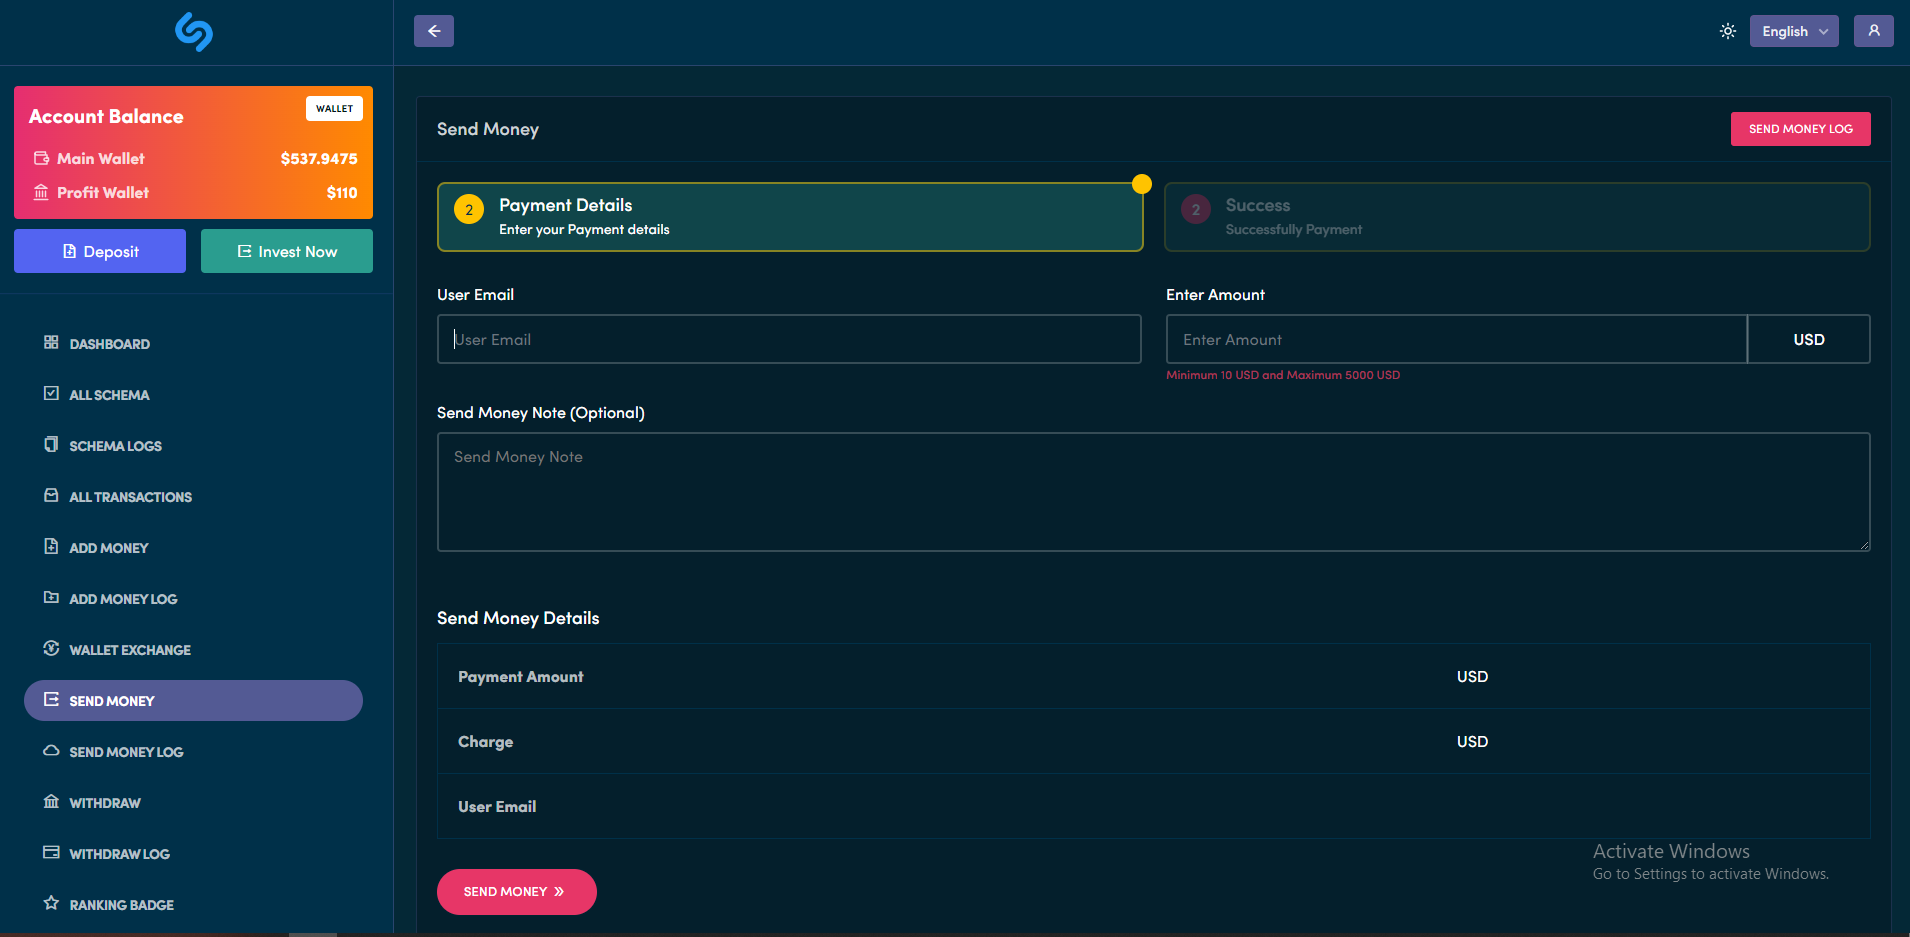 English
Account Balance
WALLET
Main Wallet $537.9475
Profit Wallet $110
Deposit
Invest Now
DASHBOARD
ALL SCHEMA
SCHEMA LOGS
ALL TRANSACTIONS
ADD MONEY
ADD MONEY LOG
WALLET EXCHANGE
SEND MONEY
SEND MONEY LOG
WITHDRAW
WITHDRAW LOG
RANKING BADGE
Send Money
SEND MONEY LOG
2
Payment Details
Enter your Payment details
2
Success
Successfully Payment
User Email
User Email
Enter Amount
Enter Amount
USD
Minimum 10 USD and Maximum 5000 USD
Send Money Note (Optional)
Send Money Note
Send Money Details
Payment Amount USD
Charge USD
User Email
SEND MONEY »
Activate Windows
Go to Settings to activate Windows.